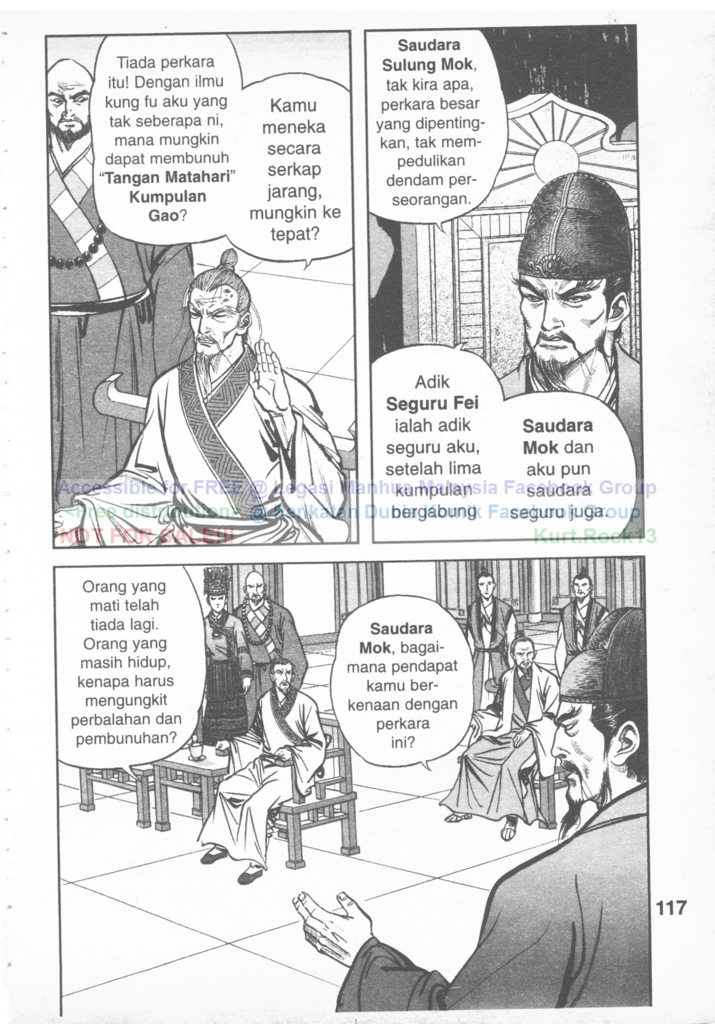 Tiada perkara
itu! Dengan ilmu
kung fu aku yang
tak seberapa ni,
mana mungkin
dapat membunuh
"Tangan Matahari"
Kumpulan
Gao?
Kamu
meneka
secara
serkap
jarang,
mungkin ke
tepat?
Saudara
Sulung Mok,
tak kira apa,
perkara besar
yang dipenting-
kan, tak mem-
pedulikan
dendam per-
seorangan.
Adik
Seguru Fei
ialah adik
seguru aku,
setelah lima
kumpulan
bergabung
Saudara
Mok dan
aku pun
saudara
seguru juga.
Accessible for FREE @ Legasi Manhua Malaysia Facebook Group
NOT FOR SALE!!!
Kurt.Rock13
Orang yang
mati telah
tiada lagi.
Orang yang
masih hidup,
kenapa harus
mengungkit
perbalahan dan
pembunuhan?
Saudara
Mok, bagai-
mana pendapat
kamu ber-
kenaan dengan
perkara
ini?
117